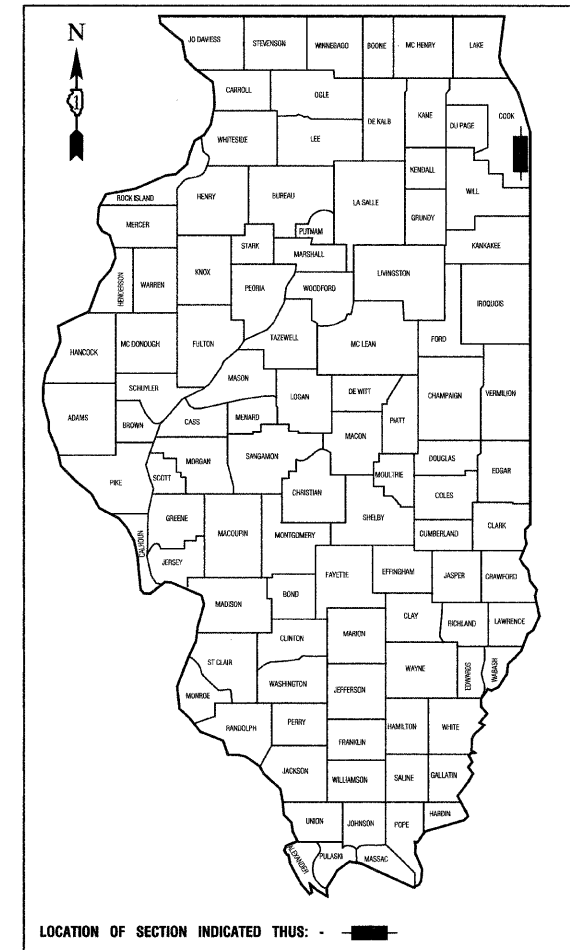 N
1
JO DAVIESS STEVENSON WINNEBAGO BOONE MC HENRY LAKE
CARROLL OGLE DE KALB KANE DU PAGE COOK
WHITESIDE LEE KENDALL WILL
ROCK ISLAND HENRY BUREAU LA SALLE GRUNDY
MERCER STARK PUTNAM MARSHALL KANKAKEE
HENDERSON WARREN KNOX PEORIA WOODFORD LIVINGSTON IROQUOIS
HANCOCK MC DONOUGH FULTON TAZEWELL MC LEAN FORD
SCHUYLER MASON LOGAN DE WITT CHAMPAIGN VERMILION
ADAMS BROWN CASS MENARD MACON PIATT
PIKE SCOTT MORGAN SANGAMON CHRISTIAN MOULTRIE DOUGLAS EDGAR
COLES
CALHOUN GREENE MACOUPIN MONTGOMERY SHELBY CUMBERLAND CLARK
JERSEY FAYETTE EFFINGHAM JASPER CRAWFORD
MADISON BOND CLAY RICHLAND LAWRENCE
CLINTON MARION
ST CLAIR WASHINGTON JEFFERSON WAYNE EDWARDS WABASH
MONROE
RANDOLPH PERRY FRANKLIN HAMILTON WHITE
JACKSON WILLIAMSON SALINE GALLATIN
UNION JOHNSON POPE HARDIN
ALEXANDER PULASKI MASSAC
LOCATION OF SECTION INDICATED THUS: -